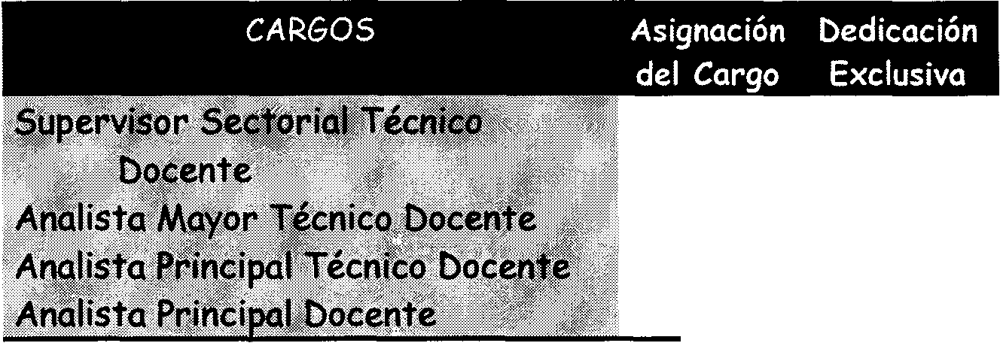 CARGOS Asignación Dedicación
del Cargo Exclusiva
Supervisor Sectorial Técnico
Docente
Analista Mayor Técnico Docente
Analista Principal Técnico Docente
Analista Principal Docente